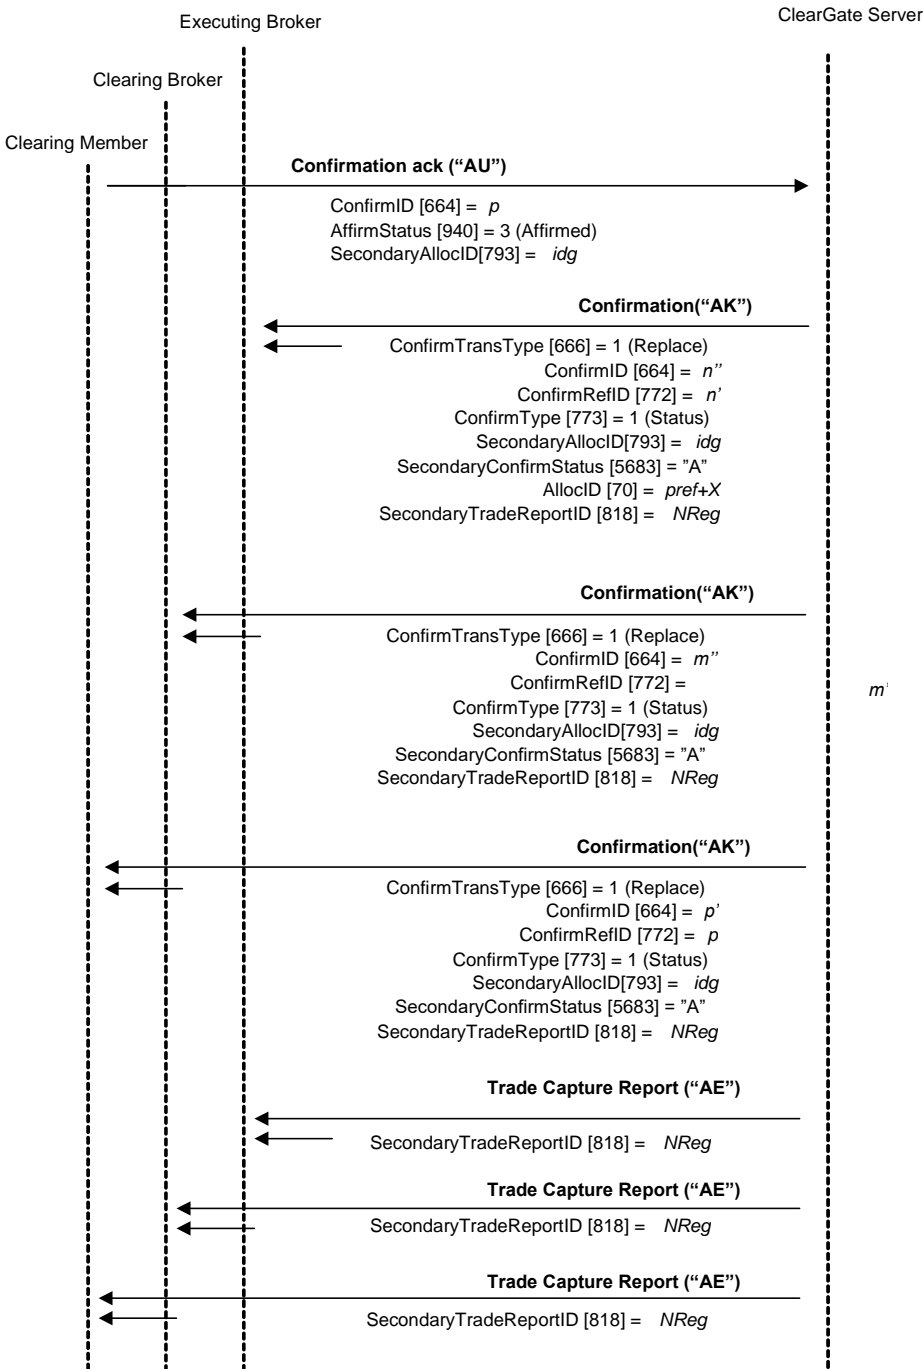 ClearGate Server
Executing Broker
Clearing Broker
Clearing Member
Confirmation ack (“AU”)
ConfirmID [664] = p
AffirmStatus [940] = 3 (Affirmed)
SecondaryAllocID[793] = idg
Confirmation(“AK”)
ConfirmTransType [666] = 1 (Replace)
ConfirmID [664] = n’’
ConfirmRefID [772] = n’
ConfirmType [773] = 1 (Status)
SecondaryAllocID[793] = idg
SecondaryConfirmStatus [5683] = ”A”
AllocID [70] = pref+X
SecondaryTradeReportID [818] = NReg
Confirmation(“AK”)
ConfirmTransType [666] = 1 (Replace)
ConfirmID [664] = m’’
ConfirmRefID [772] = m’
ConfirmType [773] = 1 (Status)
SecondaryAllocID[793] = idg
SecondaryConfirmStatus [5683] = ”A”
SecondaryTradeReportID [818] = NReg
Confirmation(“AK”)
ConfirmTransType [666] = 1 (Replace)
ConfirmID [664] = p’
ConfirmRefID [772] = p
ConfirmType [773] = 1 (Status)
SecondaryAllocID[793] = idg
SecondaryConfirmStatus [5683] = ”A”
SecondaryTradeReportID [818] = NReg
Trade Capture Report (“AE”)
SecondaryTradeReportID [818] = NReg
Trade Capture Report (“AE”)
SecondaryTradeReportID [818] = NReg
Trade Capture Report (“AE”)
SecondaryTradeReportID [818] = NReg